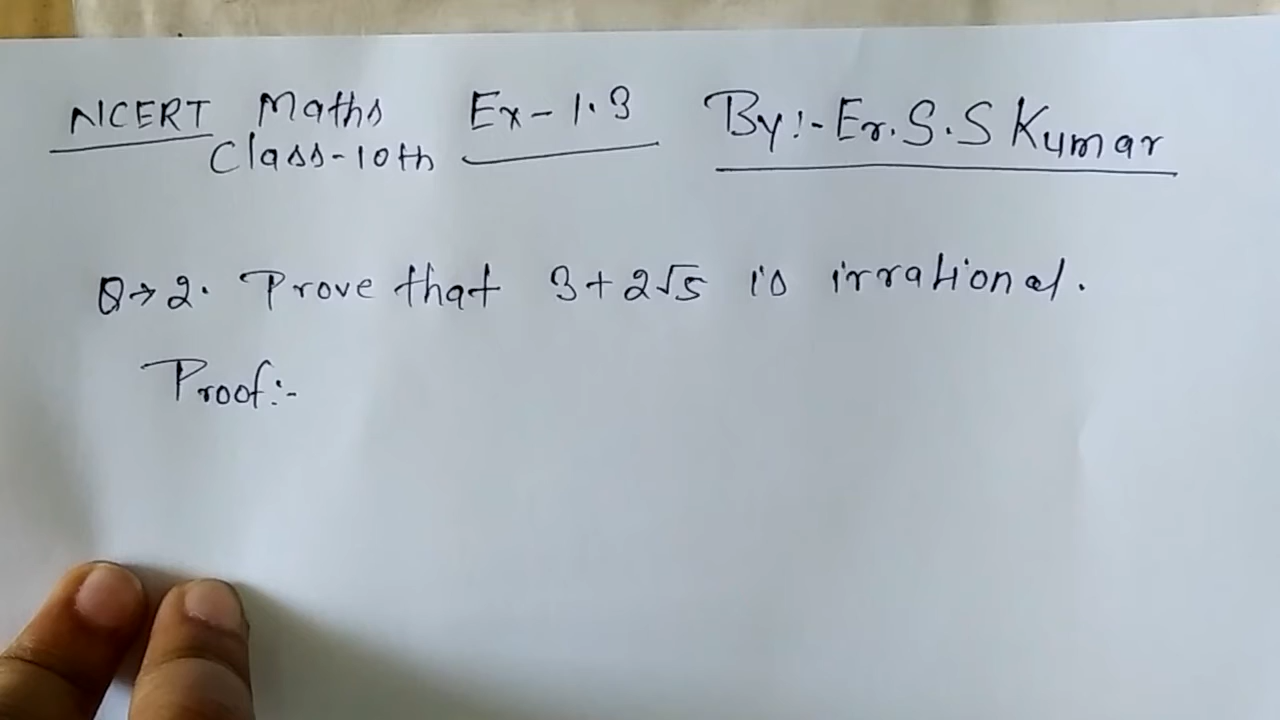 NCERT Maths Ex-1.3 By:- Er. S.S Kumar
Class-10th
Q→2. Prove that 3+2√5 is irrational.
Proof:-